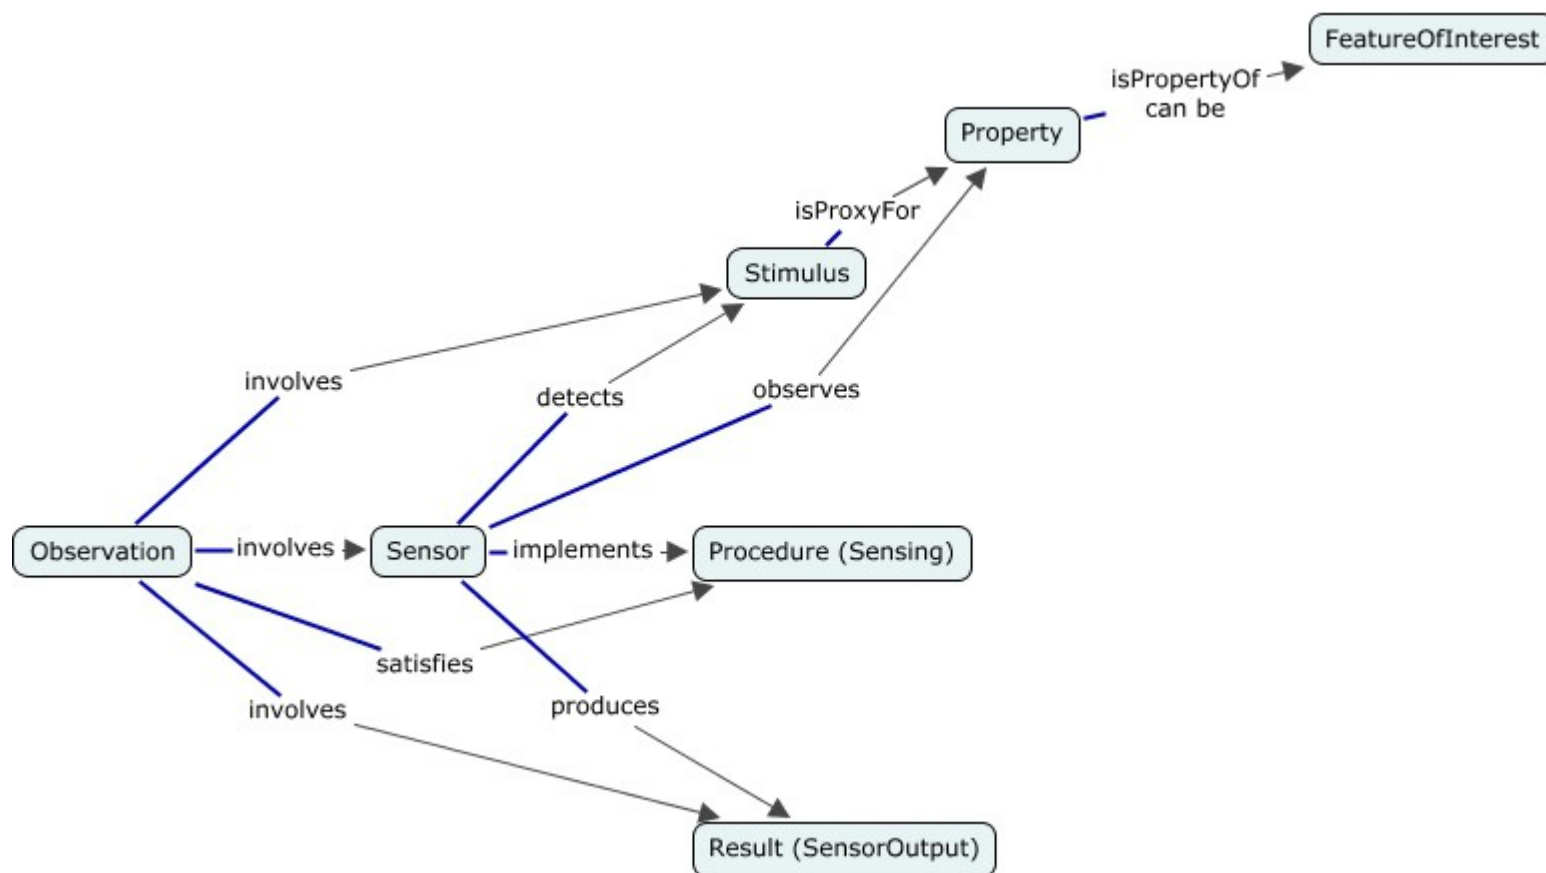 FeatureOfInterest
isPropertyOf
can be
Property
isProxyFor
Stimulus
involves
detects
observes
Observation
involves
Sensor
implements
Procedure (Sensing)
satisfies
involves
produces
Result (SensorOutput)